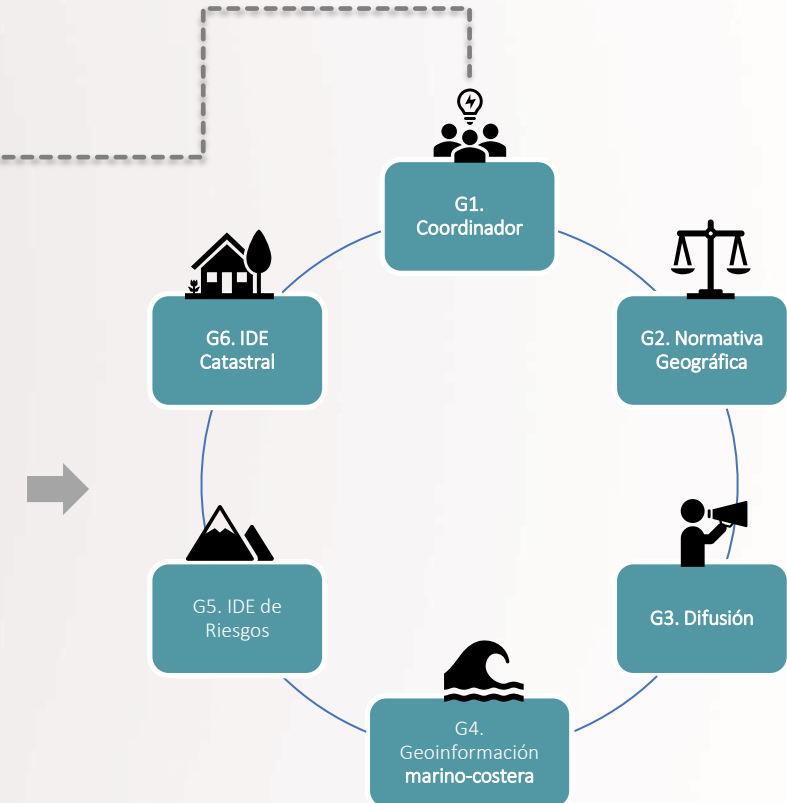 G1.
Coordinador
G2. Normativa
Geográfica
G3. Difusión
G4.
Geoinformación
marino-costera
G5. IDE de
Riesgos
G6. IDE
Catastral